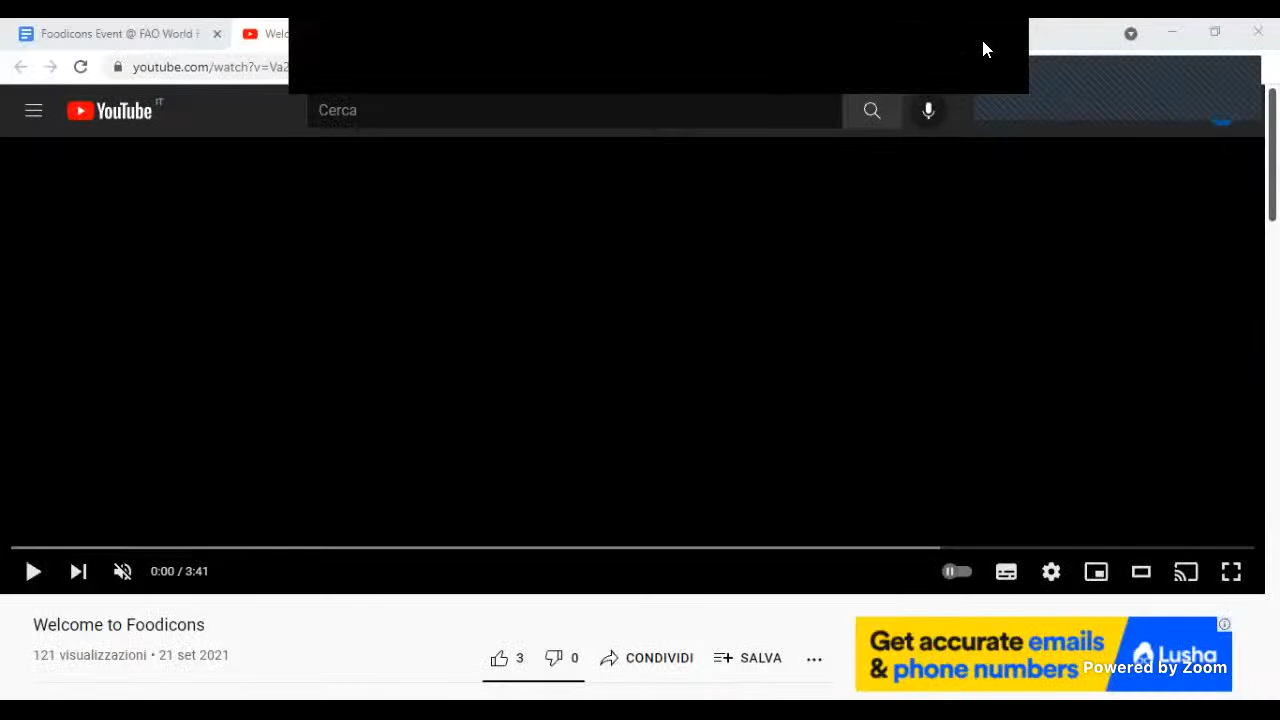 Foodicons Event @ FAO World
youtube.com/watch?v=Va2
YouTube IT
Cerca
0:00 / 3:41
Welcome to Foodicons
121 visualizzazioni • 21 set 2021
3
0
CONDIVIDI
SALVA
Get accurate emails
& phone numbers
Lusha
Powered by Zoom